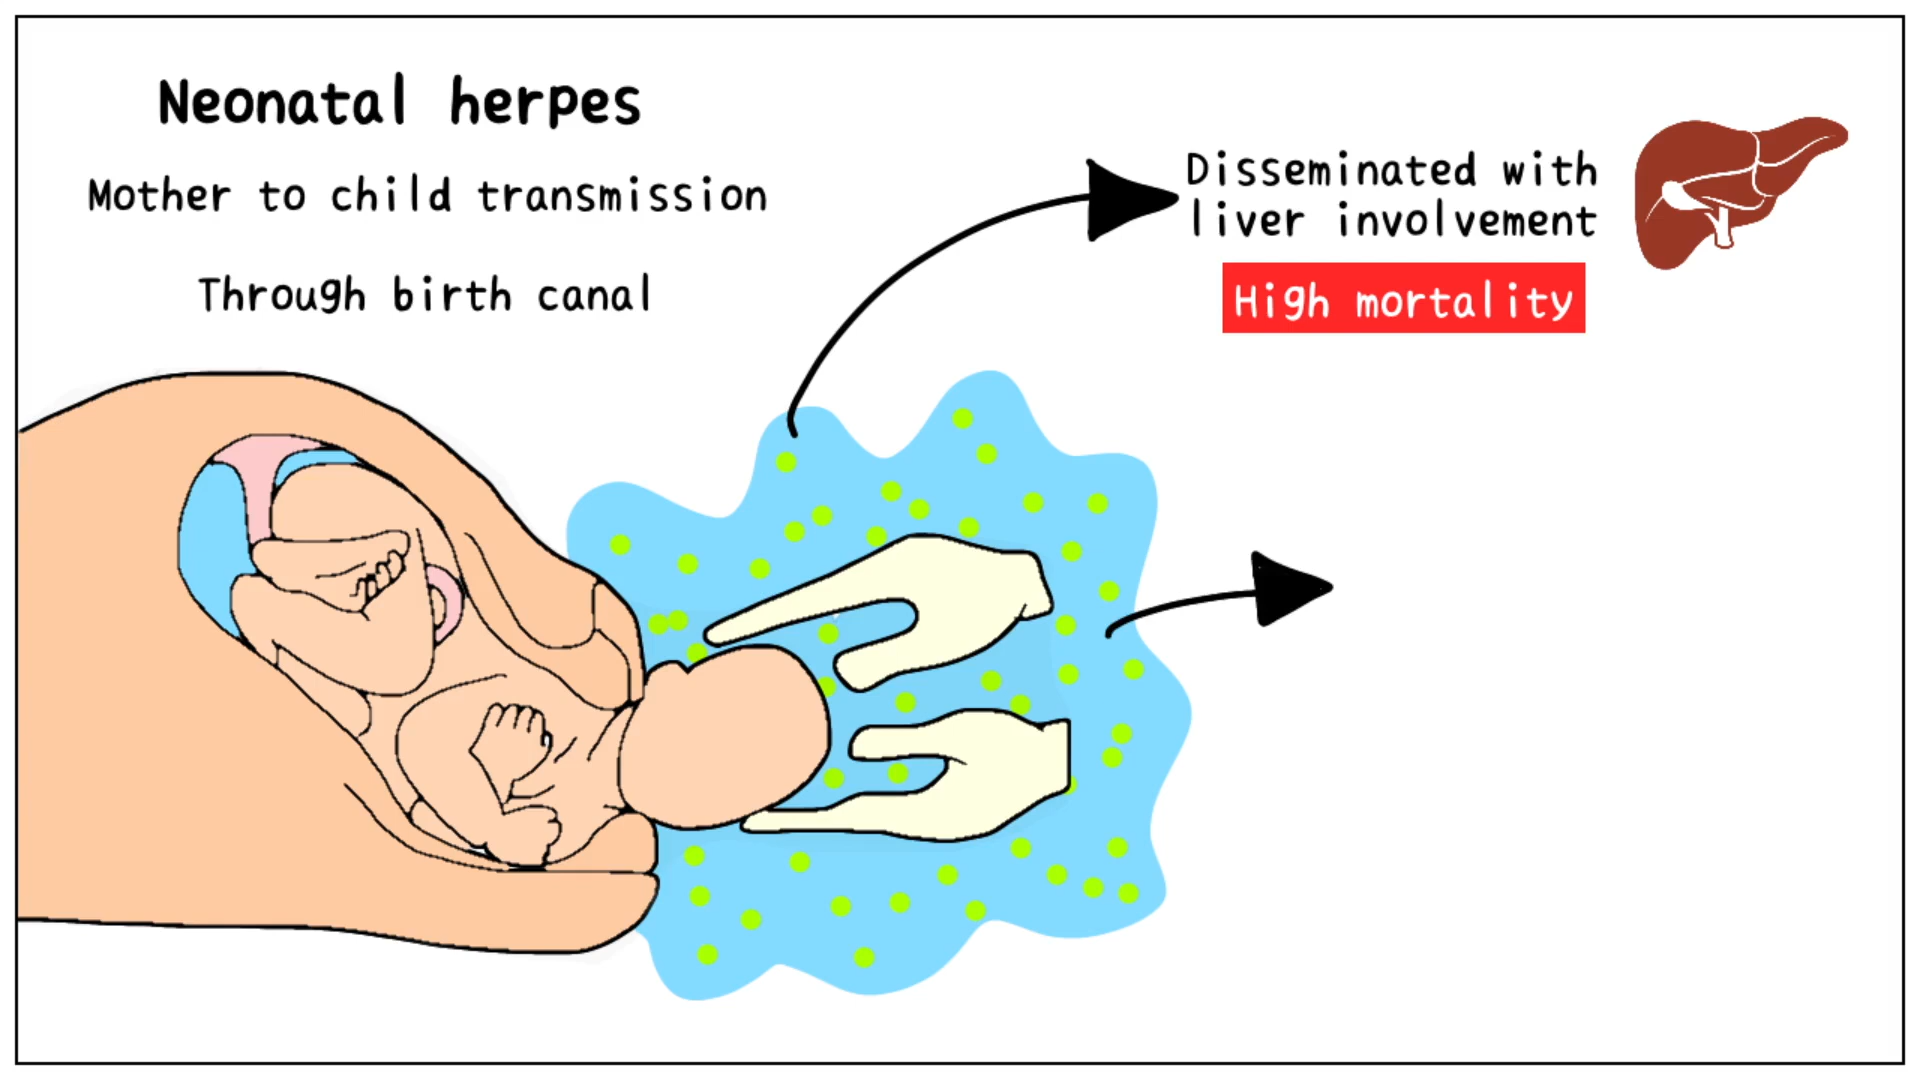 Neonatal herpes
Mother to child transmission
Through birth canal
Disseminated with
liver involvement
High mortality